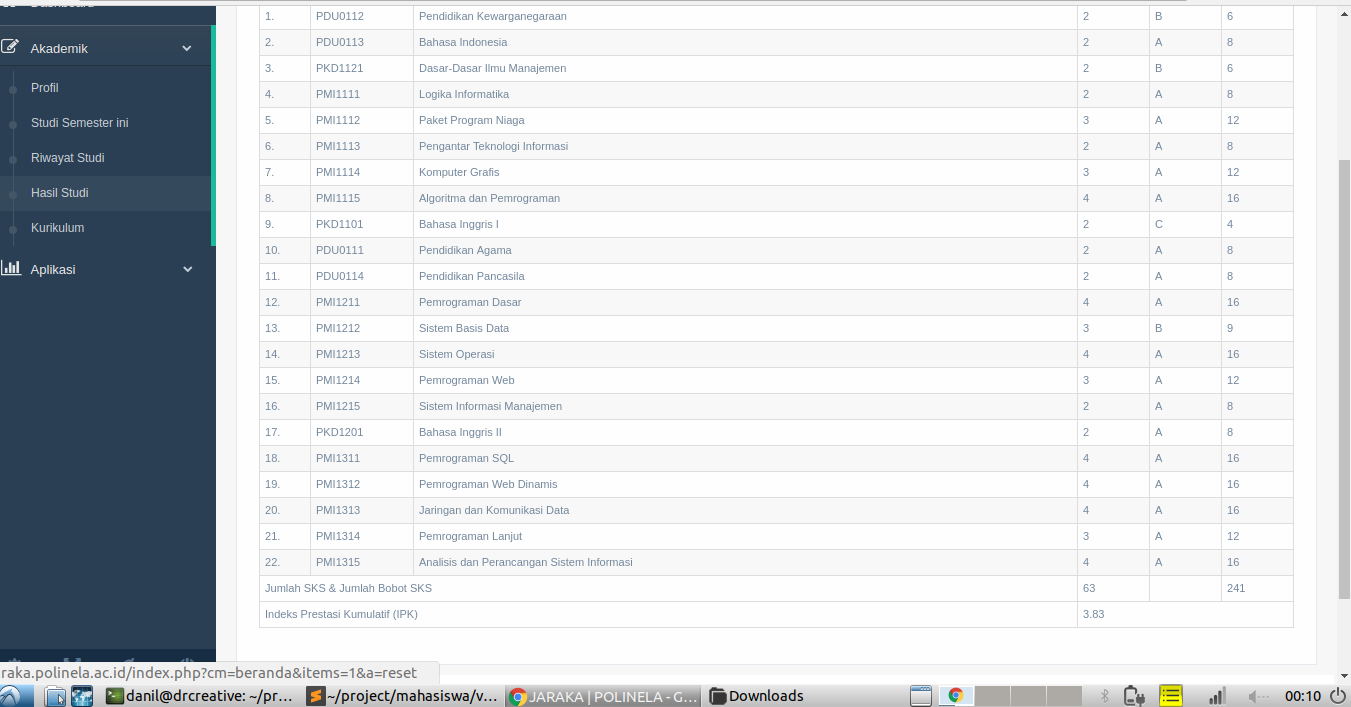 Dashboard
Akademik
Profil
Studi Semester ini
Riwayat Studi
Hasil Studi
Kurikulum
Aplikasi
1. PDU0112 Pendidikan Kewarganegaraan 2 B 6
2. PDU0113 Bahasa Indonesia 2 A 8
3. PKD1121 Dasar-Dasar Ilmu Manajemen 2 B 6
4. PMI1111 Logika Informatika 2 A 8
5. PMI1112 Paket Program Niaga 3 A 12
6. PMI1113 Pengantar Teknologi Informasi 2 A 8
7. PMI1114 Komputer Grafis 3 A 12
8. PMI1115 Algoritma dan Pemrograman 4 A 16
9. PKD1101 Bahasa Inggris I 2 C 4
10. PDU0111 Pendidikan Agama 2 A 8
11. PDU0114 Pendidikan Pancasila 2 A 8
12. PMI1211 Pemrograman Dasar 4 A 16
13. PMI1212 Sistem Basis Data 3 B 9
14. PMI1213 Sistem Operasi 4 A 16
15. PMI1214 Pemrograman Web 3 A 12
16. PMI1215 Sistem Informasi Manajemen 2 A 8
17. PKD1201 Bahasa Inggris II 2 A 8
18. PMI1311 Pemrograman SQL 4 A 16
19. PMI1312 Pemrograman Web Dinamis 4 A 16
20. PMI1313 Jaringan dan Komunikasi Data 4 A 16
21. PMI1314 Pemrograman Lanjut 3 A 12
22. PMI1315 Analisis dan Perancangan Sistem Informasi 4 A 16
Jumlah SKS & Jumlah Bobot SKS 63 241
Indeks Prestasi Kumulatif (IPK) 3.83
raka.polinela.ac.id/index.php?cm=beranda&items=1&a=reset
danil@drcreative: ~/pr... ~/project/mahasiswa/v... JARAKA | POLINELA - G... Downloads 00:10